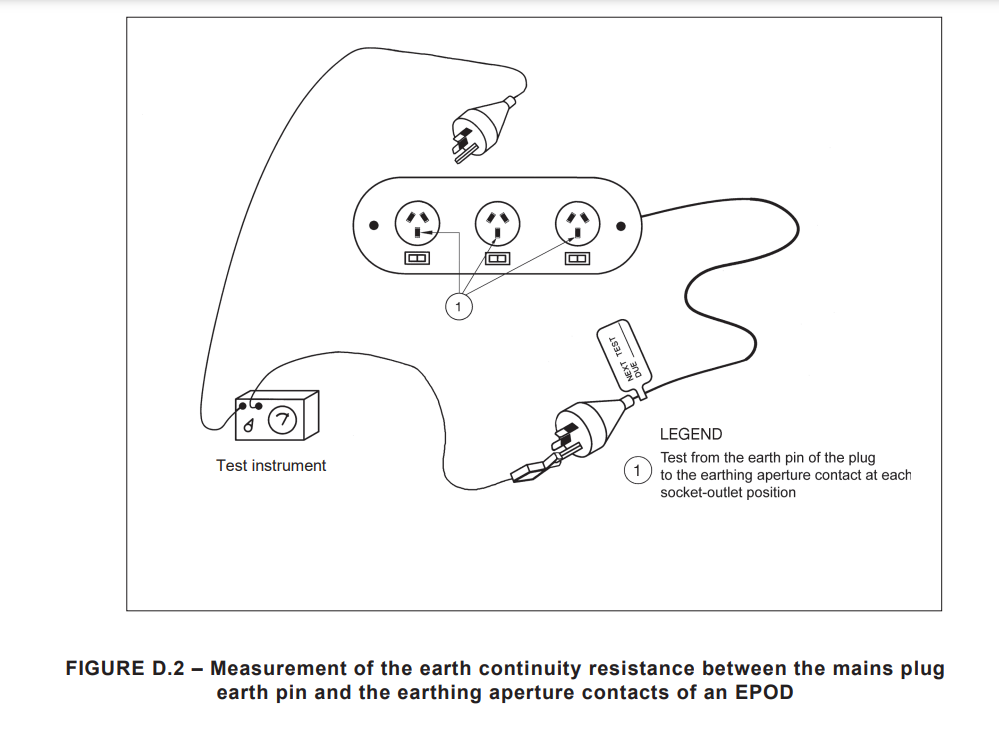 1
NEXT TEST
DUE
Test instrument
LEGEND
1
Test from the earth pin of the plug
to the earthing aperture contact at each
socket-outlet position
FIGURE D.2 – Measurement of the earth continuity resistance between the mains plug
earth pin and the earthing aperture contacts of an EPOD